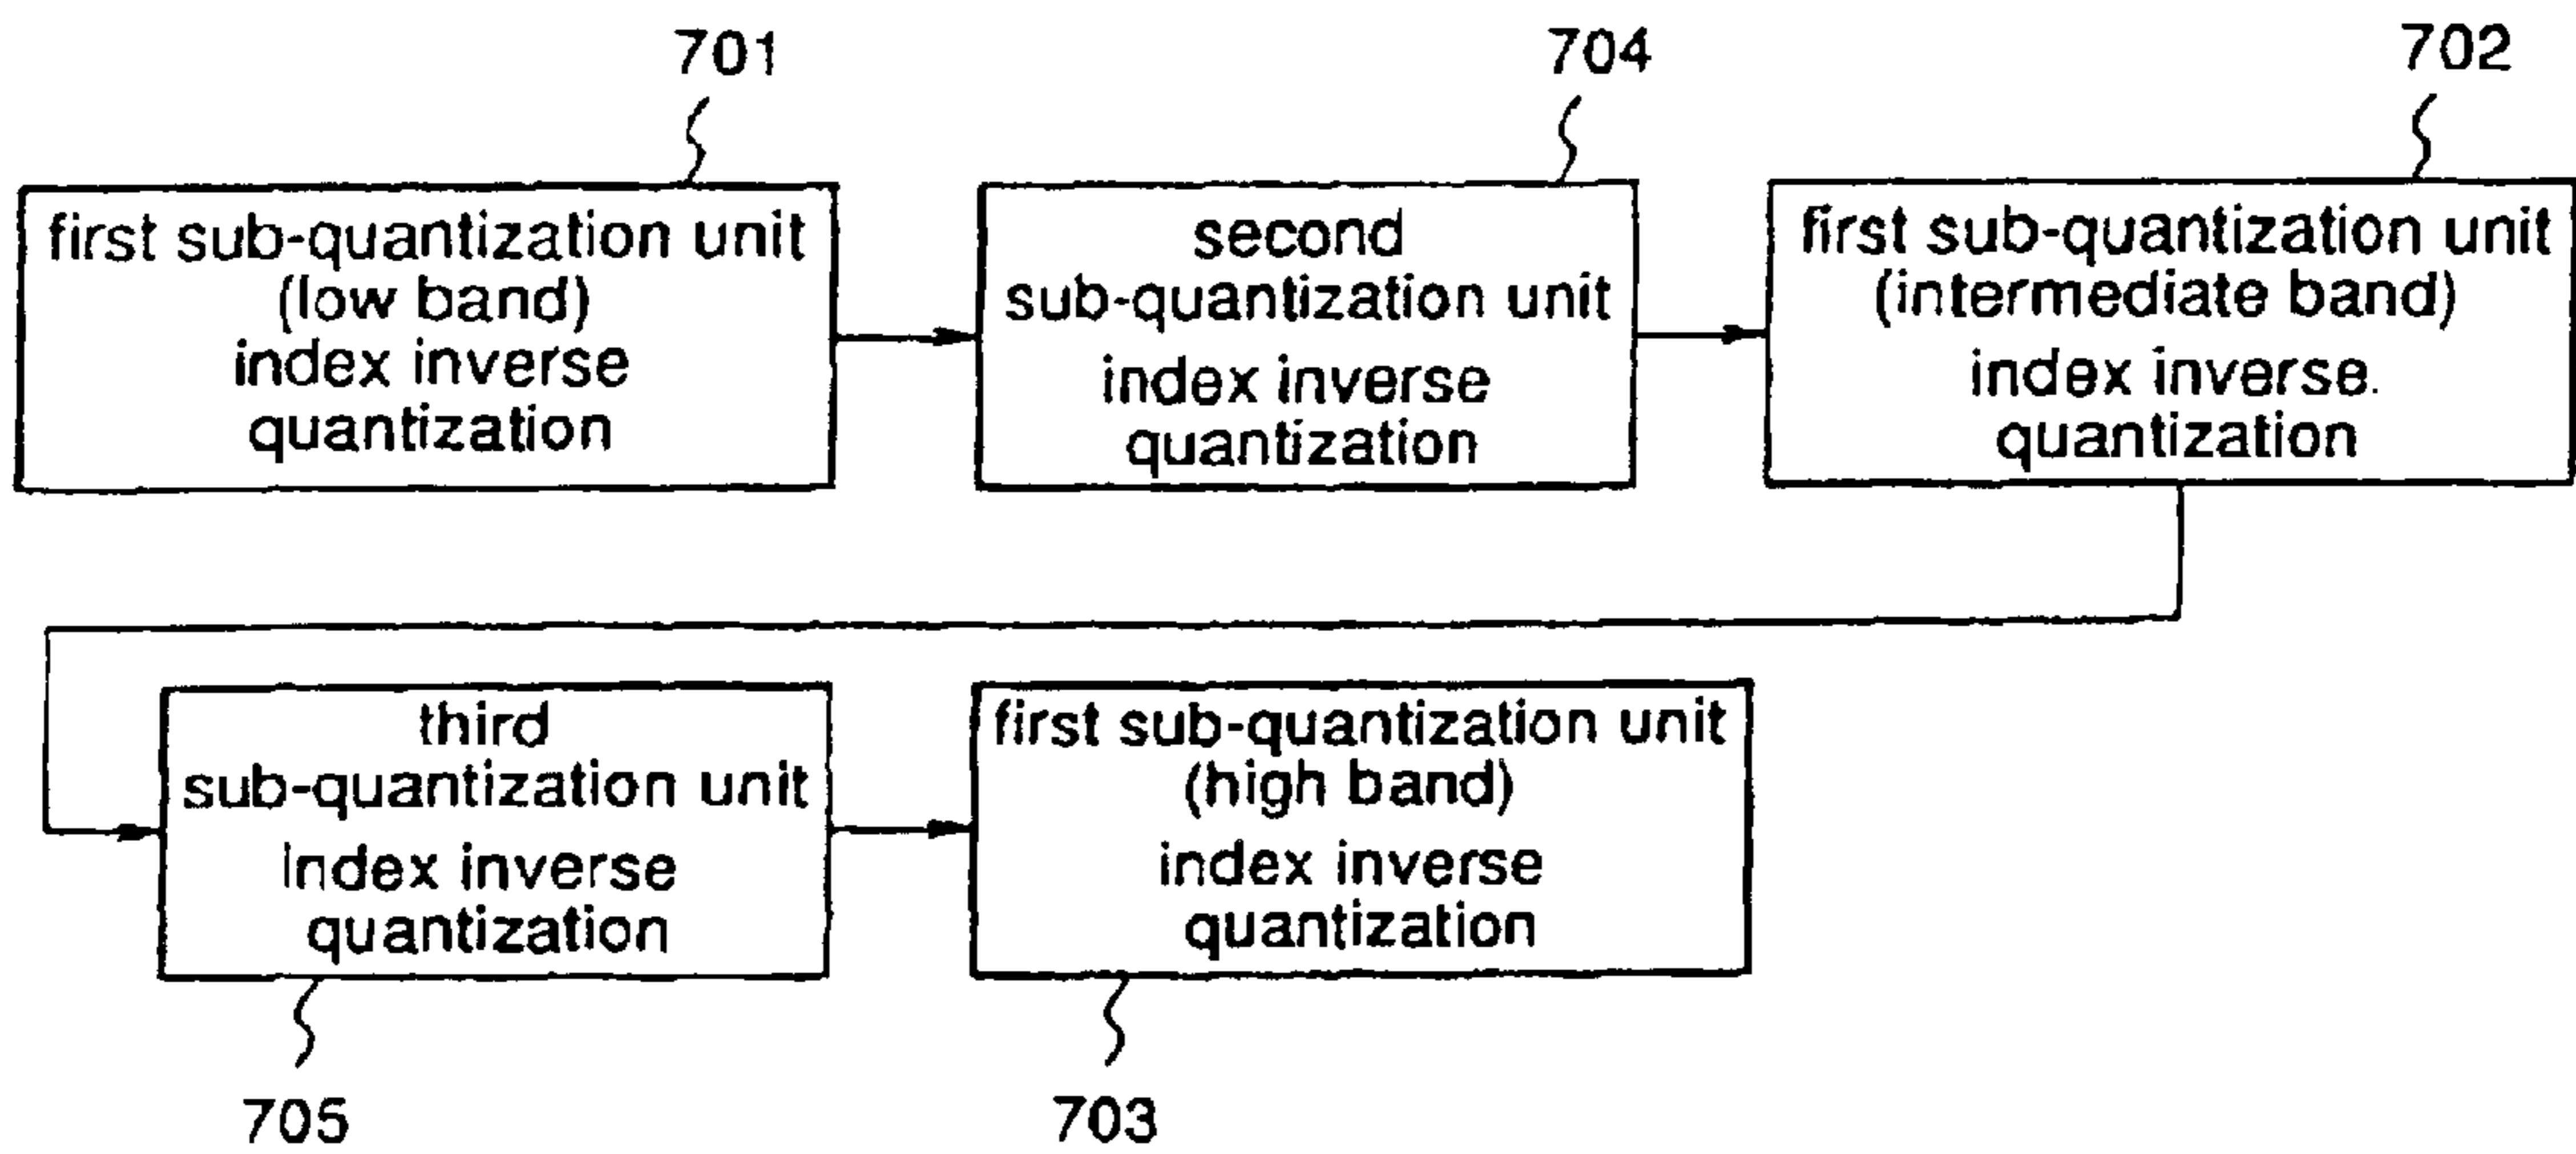 701
704
702
first sub-quantization unit
(low band)
index inverse
quantization
second
sub-quantization unit
index inverse
quantization
first sub-quantization unit
(intermediate band)
index inverse.
quantization
third
sub-quantization unit
index inverse
quantization
first sub-quantization unit
(high band)
index inverse
quantization
705
703